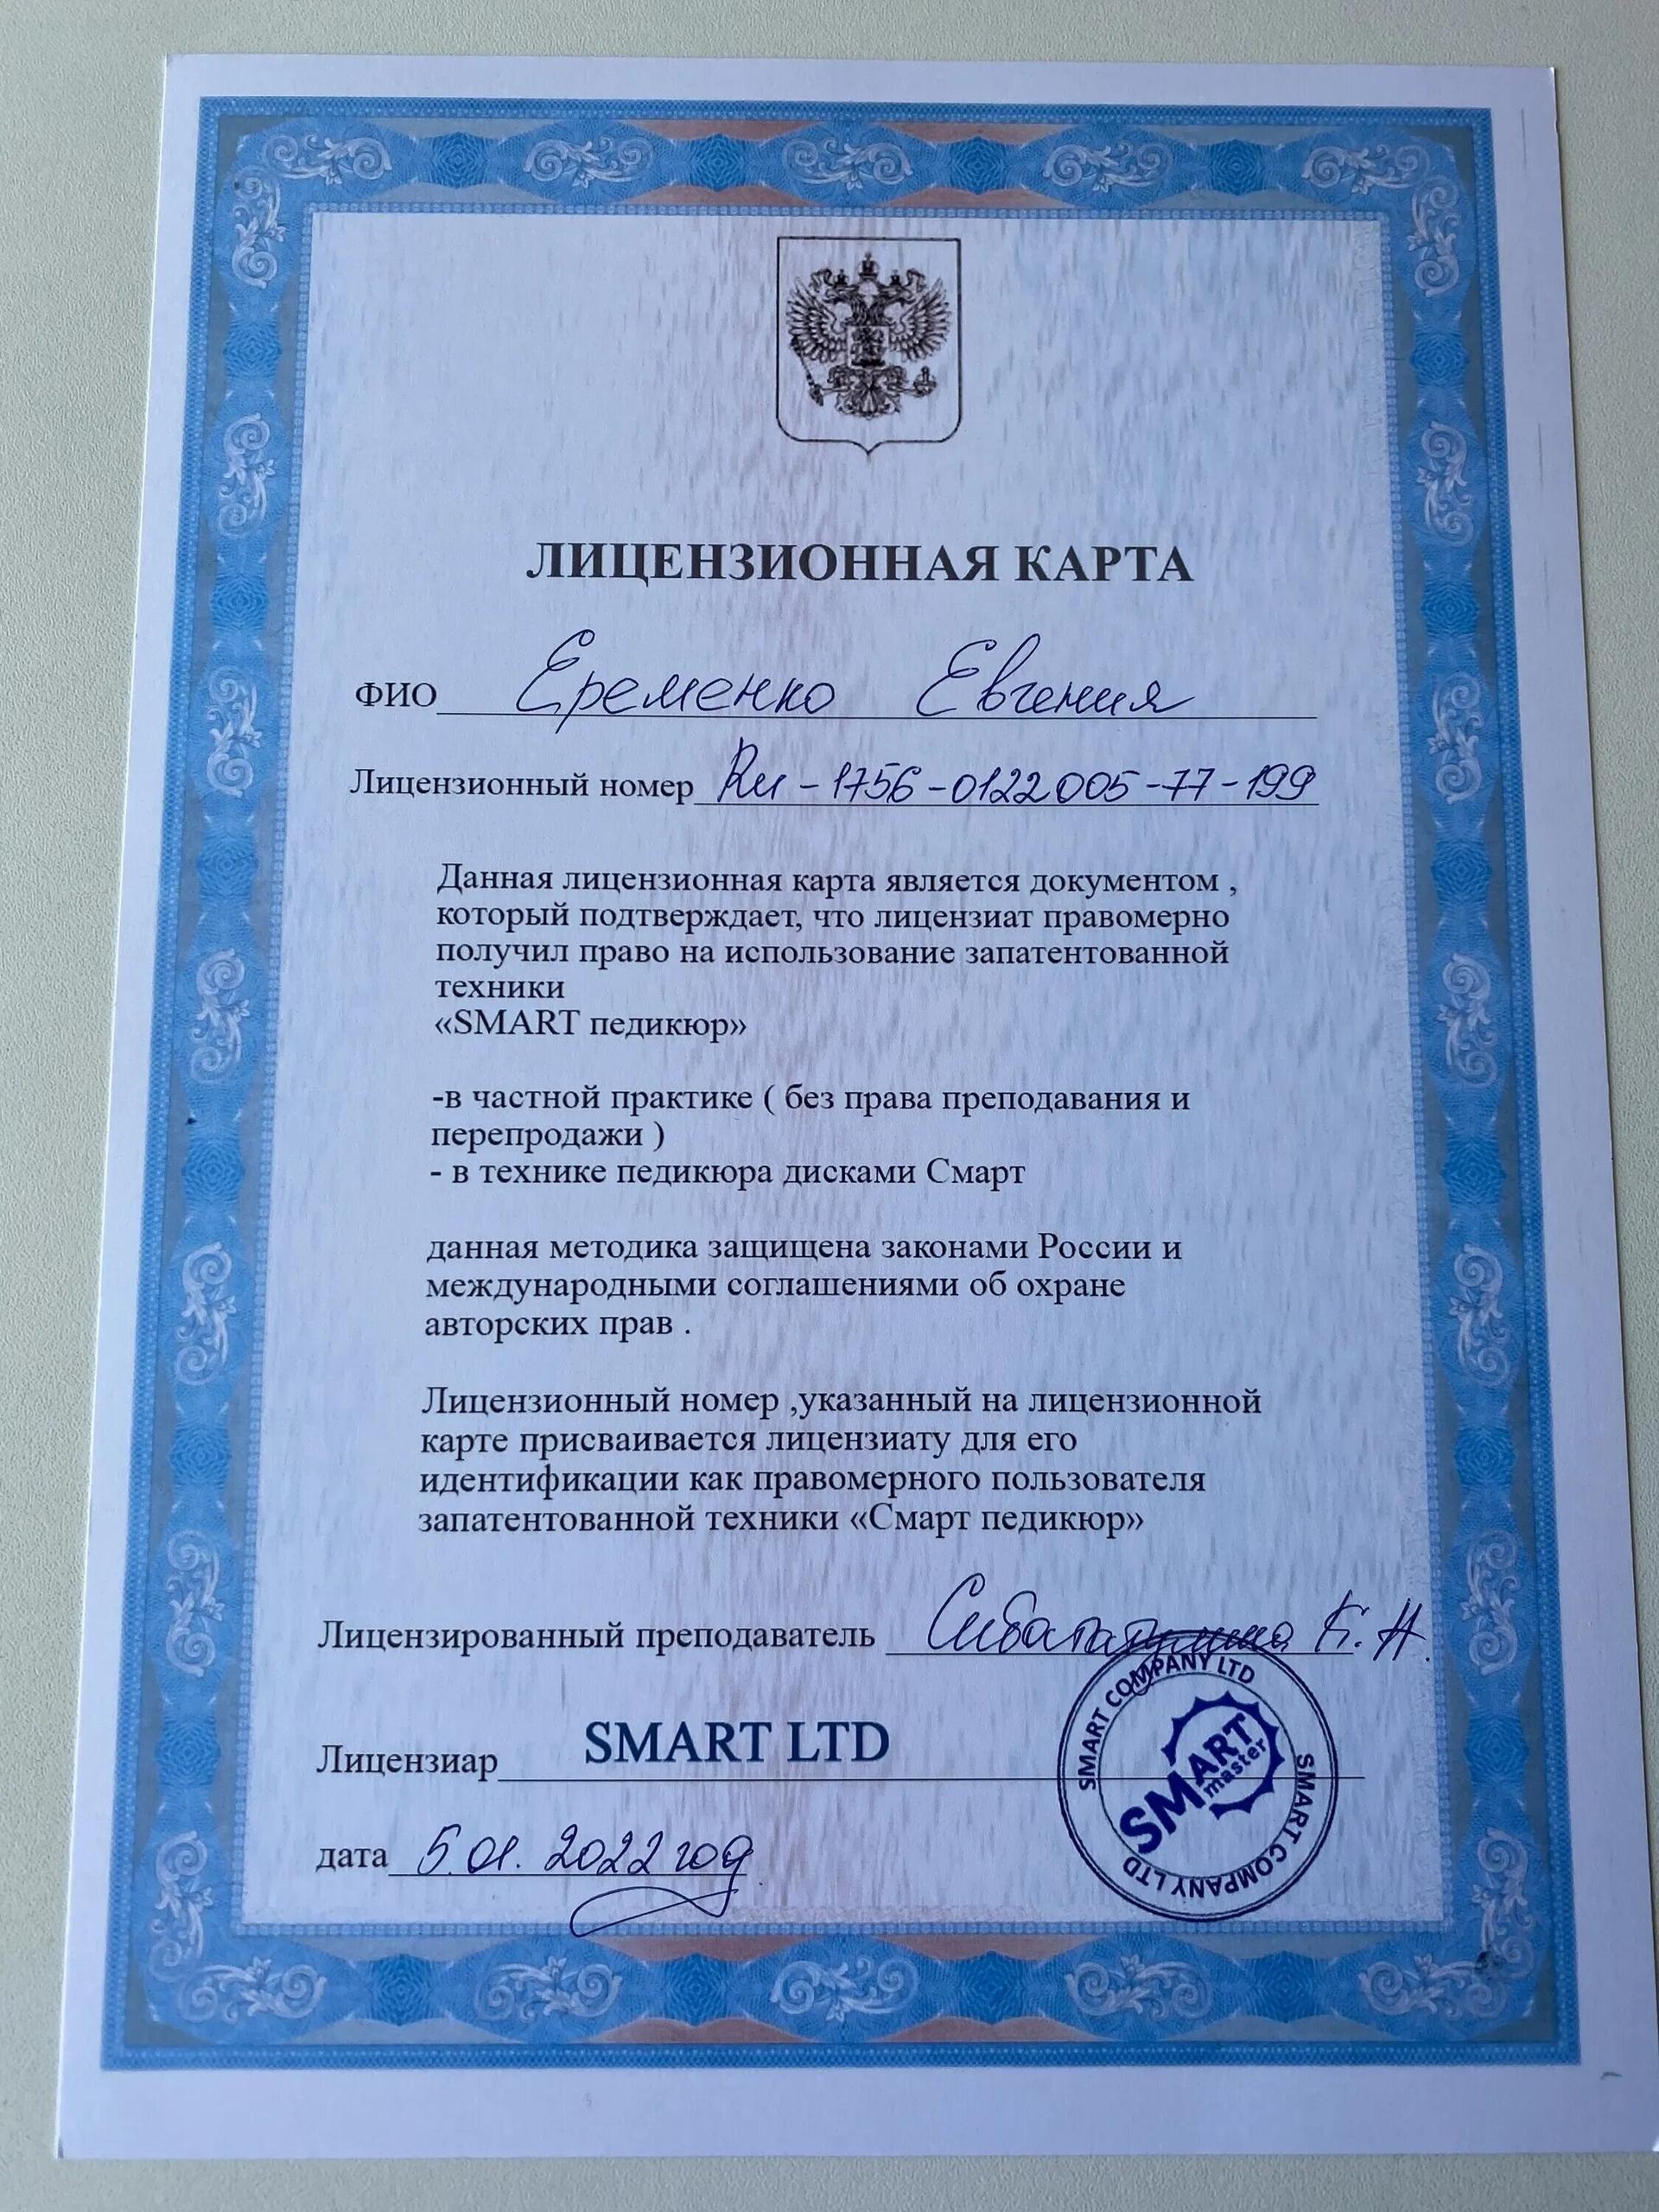 ЛИЦЕНЗИОННАЯ КАРТА
ФИО Еременко Евгения
Лицензионный номер Ru - 1756 - 0122005 - 77 - 199
Данная лицензионная карта является документом ,
который подтверждает, что лицензиат правомерно
получил право на использование запатентованной
техники
«SMART педикюр»
-в частной практике ( без права преподавания и
перепродажи )
- в технике педикюра дисками Смарт
данная методика защищена законами России и
международными соглашениями об охране
авторских прав .
Лицензионный номер ,указанный на лицензионной
карте присваивается лицензиату для его
идентификации как правомерного пользователя
запатентованной техники «Смарт педикюр»
Лицензированный преподаватель К. Н.
Лицензиар SMART LTD
дата 5.01. 2022 год
SMART COMPANY LTD
SMART COMPANY LTD
SMART
master